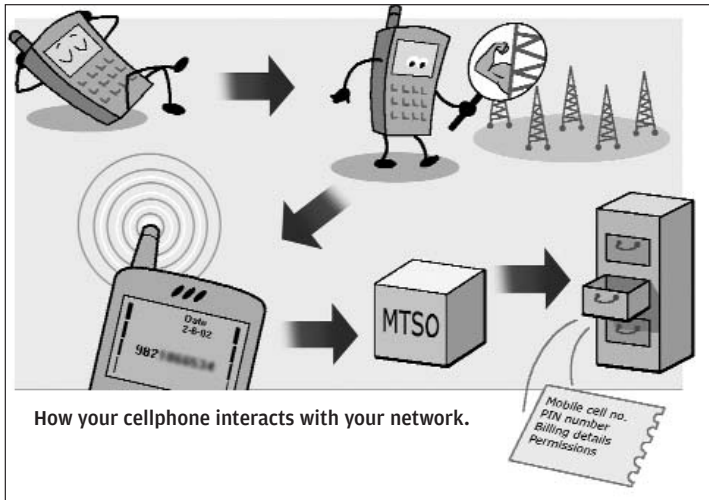 Date
2-6-02
982
MTSO
Mobile cell no.
PIN number
Billing details
Permissions
How your cellphone interacts with your network.